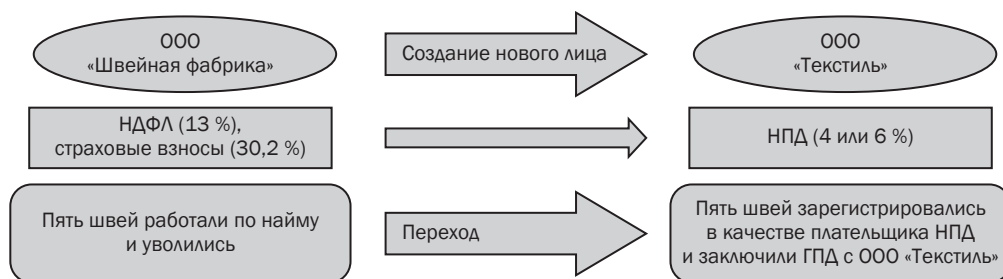 ООО
«Швейная фабрика»
Создание нового лица
ООО
«Текстиль»
НДФЛ (13 %),
страховые взносы (30,2 %)
НПД (4 или 6 %)
Пять швей работали по найму
и уволились
Переход
Пять швей зарегистрировались
в качестве плательщика НПД
и заключили ГПД с ООО «Текстиль»